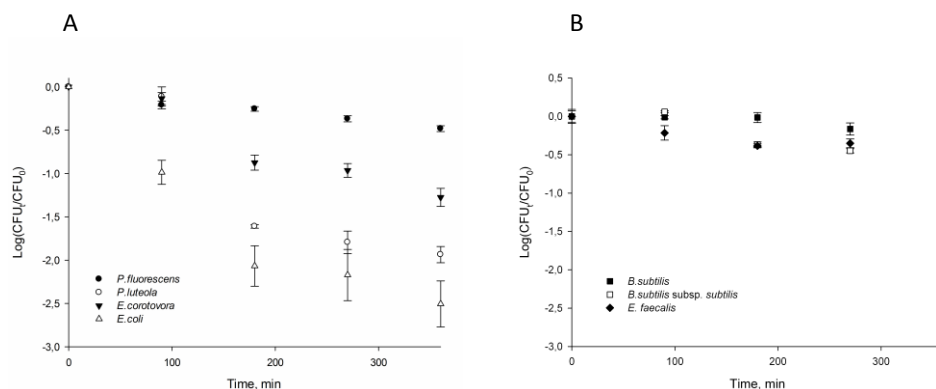 A
0,0
-0,5
-1,0
-1,5
-2,0
-2,5
-3,0
Log(CFUt/CFU0)
P.fluorescens
P.luteola
E.corotovora
E.coli
0
100
200
300
Time, min
B
0,5
0,0
-0,5
-1,0
-1,5
-2,0
-2,5
-3,0
Log(CFUt/CFU0)
B.subtilis
B.subtilis subsp. subtilis
E. faecalis
0
100
200
300
Time, min